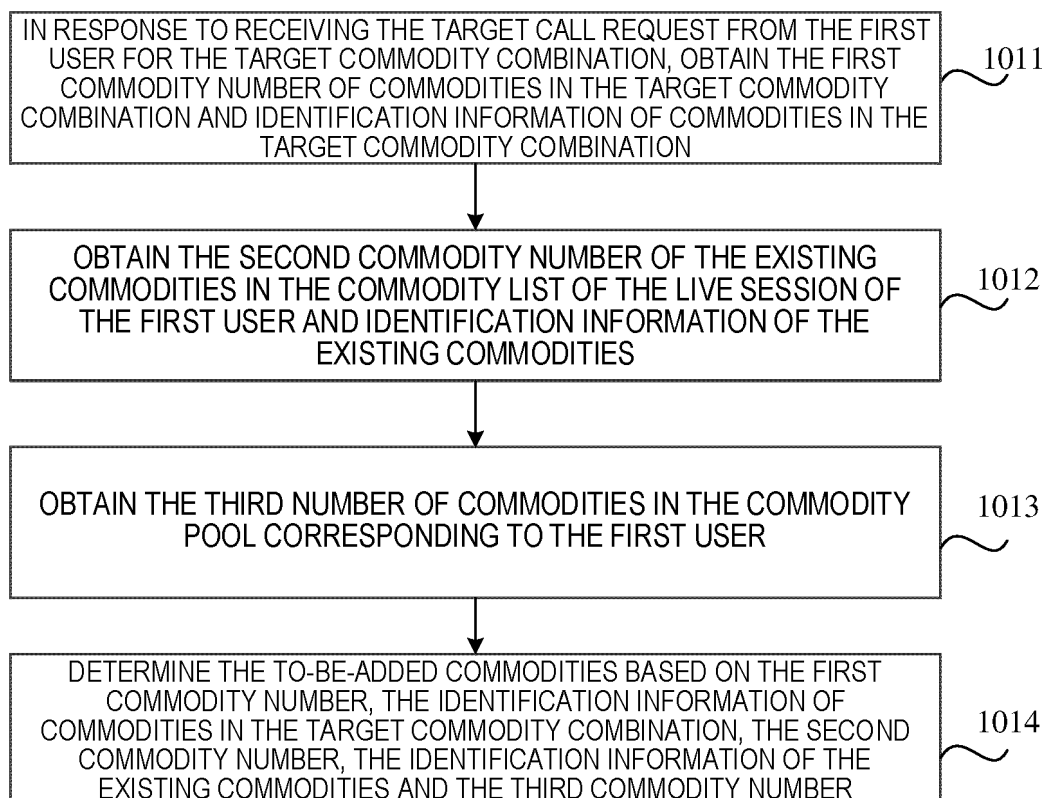 IN RESPONSE TO RECEIVING THE TARGET CALL REQUEST FROM THE FIRST
USER FOR THE TARGET COMMODITY COMBINATION, OBTAIN THE FIRST
COMMODITY NUMBER OF COMMODITIES IN THE TARGET COMMODITY
COMBINATION AND IDENTIFICATION INFORMATION OF COMMODITIES IN THE
TARGET COMMODITY COMBINATION
1011
OBTAIN THE SECOND COMMODITY NUMBER OF THE EXISTING
COMMODITIES IN THE COMMODITY LIST OF THE LIVE SESSION OF
THE FIRST USER AND IDENTIFICATION INFORMATION OF THE
EXISTING COMMODITIES
1012
OBTAIN THE THIRD NUMBER OF COMMODITIES IN THE COMMODITY
POOL CORRESPONDING TO THE FIRST USER
1013
DETERMINE THE TO-BE-ADDED COMMODITIES BASED ON THE FIRST
COMMODITY NUMBER, THE IDENTIFICATION INFORMATION OF
COMMODITIES IN THE TARGET COMMODITY COMBINATION, THE SECOND
COMMODITY NUMBER, THE IDENTIFICATION INFORMATION OF THE
EXISTING COMMODITIES AND THE THIRD COMMODITY NUMBER
1014